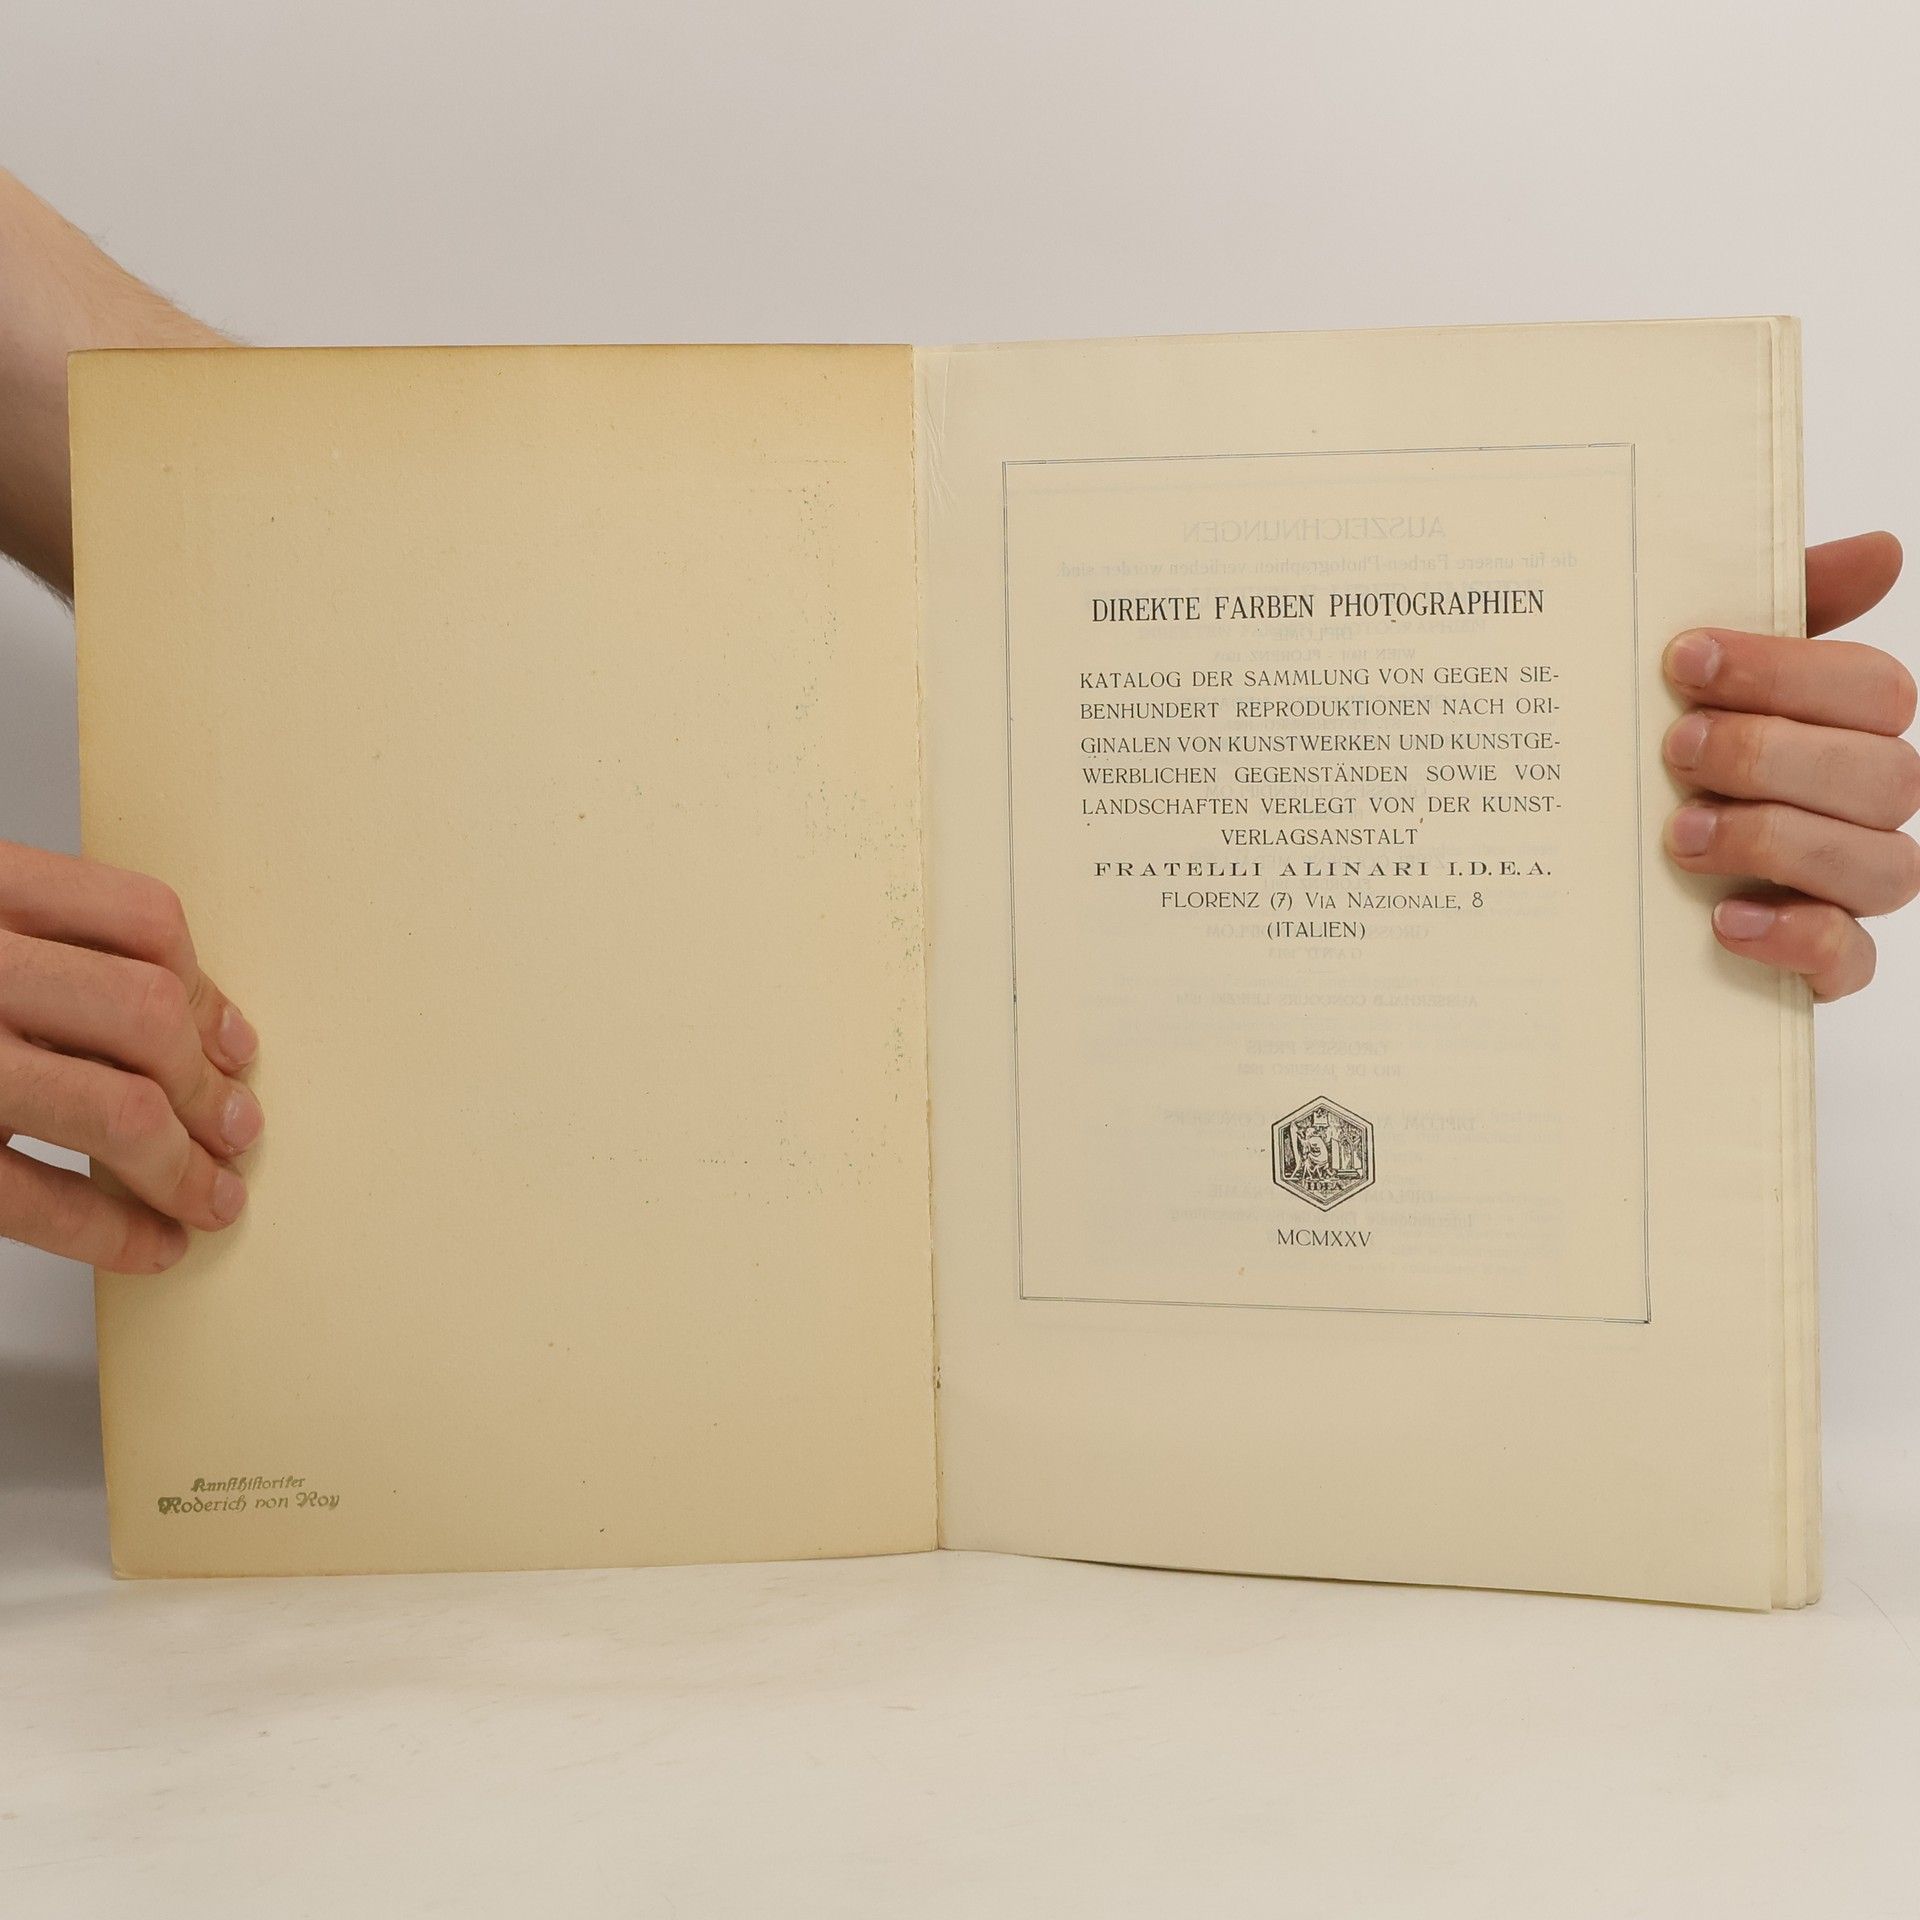 Kunsthistoriker
Roderich von Roy
DIREKTE FARBEN PHOTOGRAPHIEN
KATALOG DER SAMMLUNG VON GEGEN SIE-
BENHUNDERT REPRODUKTIONEN NACH ORI-
GINALEN VON KUNSTWERKEN UND KUNSTGE-
WERBLICHEN GEGENSTÄNDEN SOWIE VON
LANDSCHAFTEN VERLEGT VON DER KUNST-
VERLAGSANSTALT
FRATELLI ALINARI I. D. E. A.
FLORENZ (7) VIA NAZIONALE, 8
(ITALIEN)
IDEA
MCMXXV